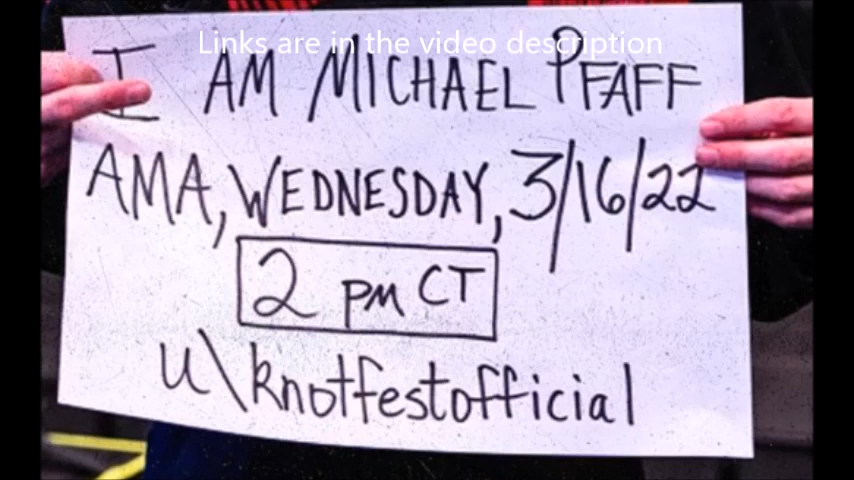 Links are in the video description
I AM MICHAEL PFAFF
AMA, WEDNESDAY, 3/16/22
2 PM CT
u\knotfestofficial